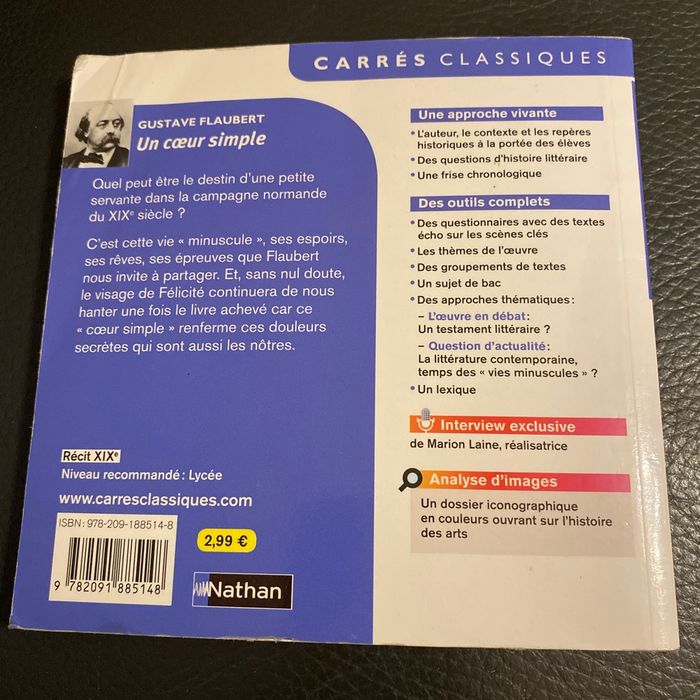 CARRÉS CLASSIQUES
GUSTAVE FLAUBERT
Un cœur simple
Quel peut être le destin d'une petite
servante dans la campagne normande
du XIXe siècle ?
C'est cette vie « minuscule », ses espoirs,
ses rêves, ses épreuves que Flaubert
nous invite à partager. Et, sans nul doute,
le visage de Félicité continuera de nous
hanter une fois le livre achevé car ce
« cœur simple » renferme ces douleurs
secrètes qui sont aussi les nôtres.
Récit XIXe
Niveau recommandé : Lycée
www.carresclassiques.com
ISBN : 978-209-188514-8
9 782091 885148
2,99 €
Nathan
Une approche vivante
• L'auteur, le contexte et les repères
historiques à la portée des élèves
• Des questions d'histoire littéraire
• Une frise chronologique
Des outils complets
• Des questionnaires avec des textes
écho sur les scènes clés
• Les thèmes de l'œuvre
• Des groupements de textes
• Un sujet de bac
• Des approches thématiques :
– L'œuvre en débat :
Un testament littéraire ?
– Question d'actualité :
La littérature contemporaine,
temps des « vies minuscules » ?
• Un lexique
Interview exclusive
de Marion Laine, réalisatrice
Analyse d'images
Un dossier iconographique
en couleurs ouvrant sur l'histoire
des arts